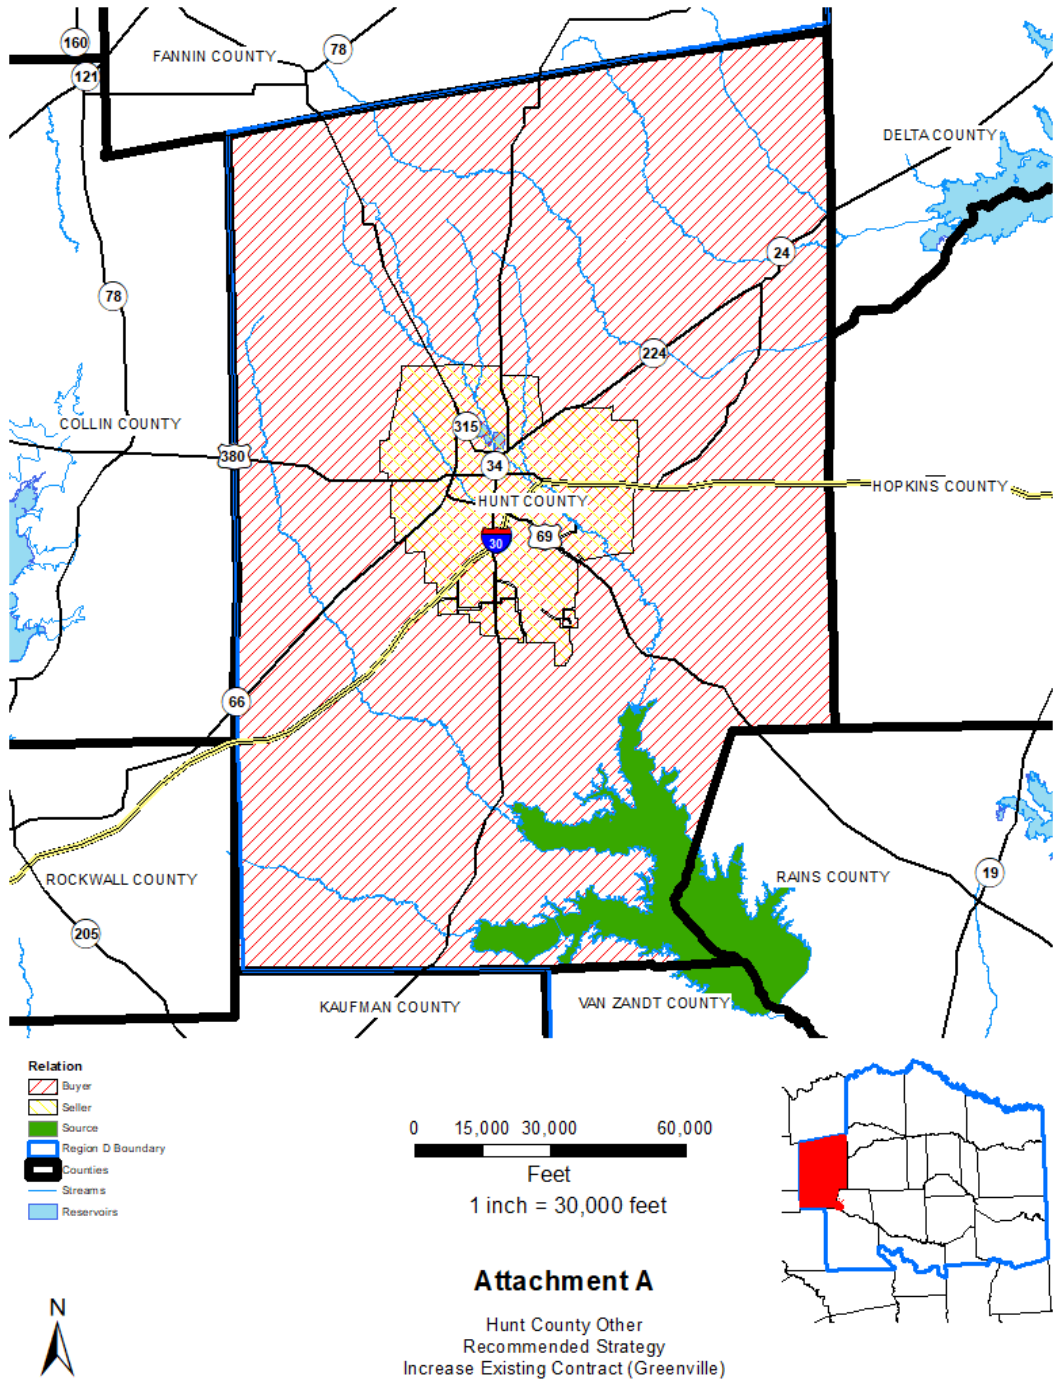 160
FANNIN COUNTY
78
121
DELTA COUNTY
24
78
224
COLLIN COUNTY
315
380
34
HOPKINS COUNTY
HUNT COUNTY
69
30
66
ROCKWALL COUNTY
RAINS COUNTY
19
205
KAUFMAN COUNTY
VAN ZANDT COUNTY
Relation
Buyer
Seller
Source
Region D Boundary
Counties
Streams
Reservoirs
0 15,000 30,000 60,000
Feet
1 inch = 30,000 feet
Attachment A
N
Hunt County Other
Recommended Strategy
Increase Existing Contract (Greenville)